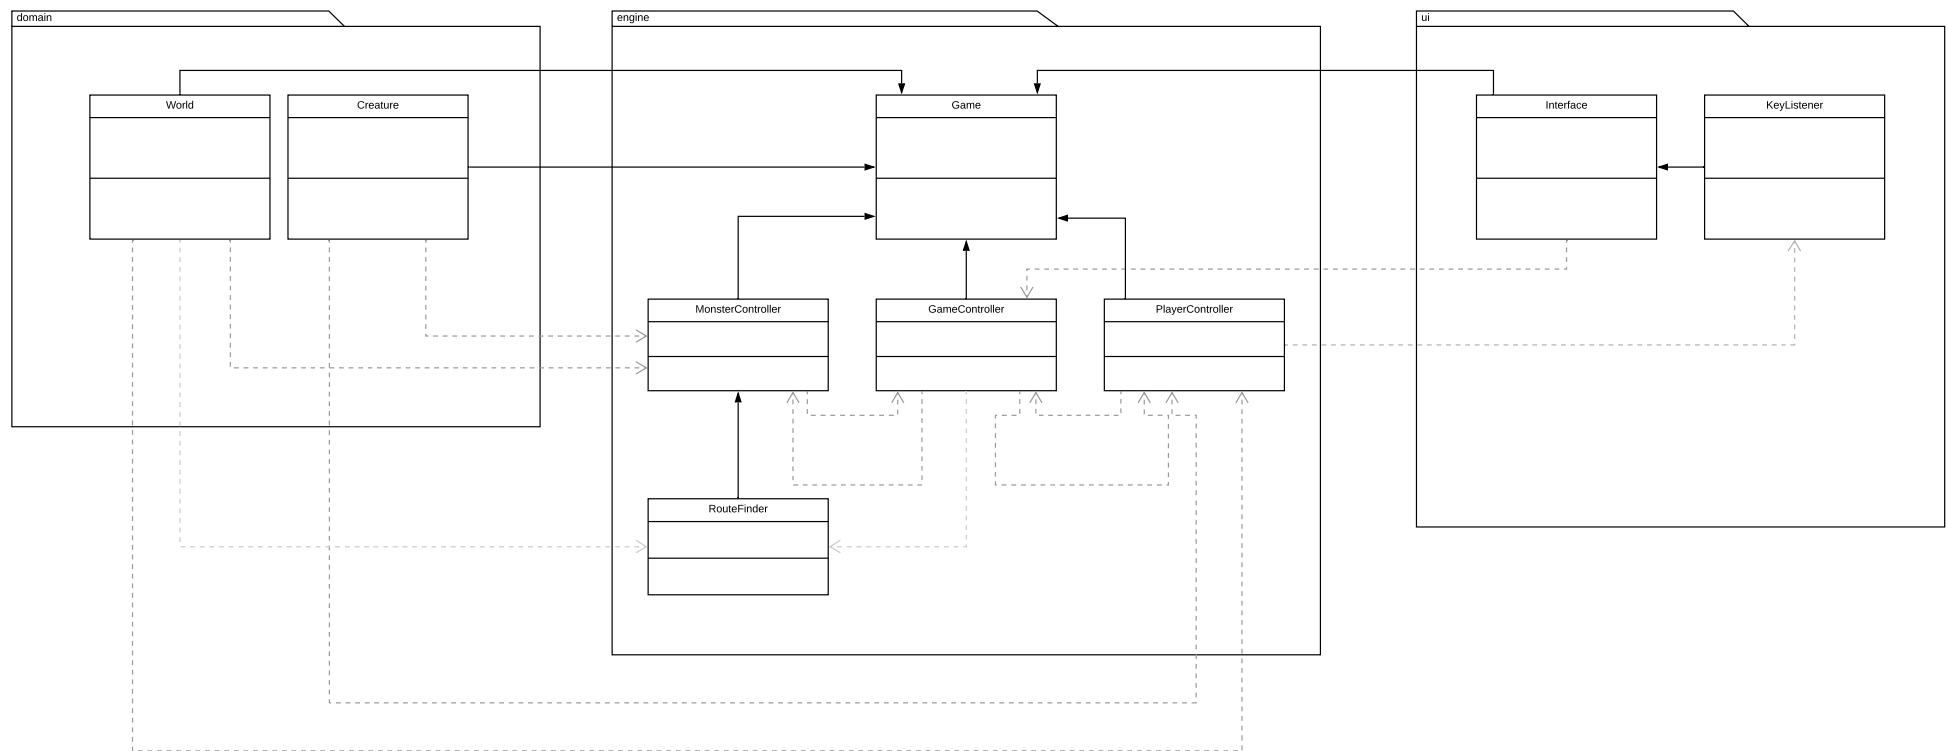 domain
engine
ui
World
Creature
Game
Interface
KeyListener
MonsterController
GameController
PlayerController
RouteFinder